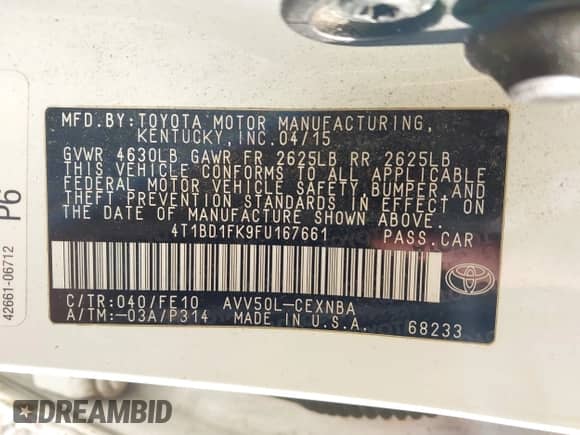 MFD.BY:TOYOTA MOTOR MANUFACTURING,
KENTUCKY, INC. 04/15
GVWR 4630LB GAWR FR 2625LB RR 2625LB
THIS VEHICLE CONFORMS TO ALL APPLICABLE
FEDERAL MOTOR VEHICLE SAFETY, BUMPER, AND
THEFT PREVENTION STANDARDS IN EFFECT ON
THE DATE OF MANUFACTURE SHOWN ABOVE.
4T1BD1FK9FU167661 PASS.CAR
C/TR:040/FE10 AVV50L-CEXNBA
A/TM:-03A/P314 MADE IN U.S.A. 68233
42661-06712 P6
DREAMBID